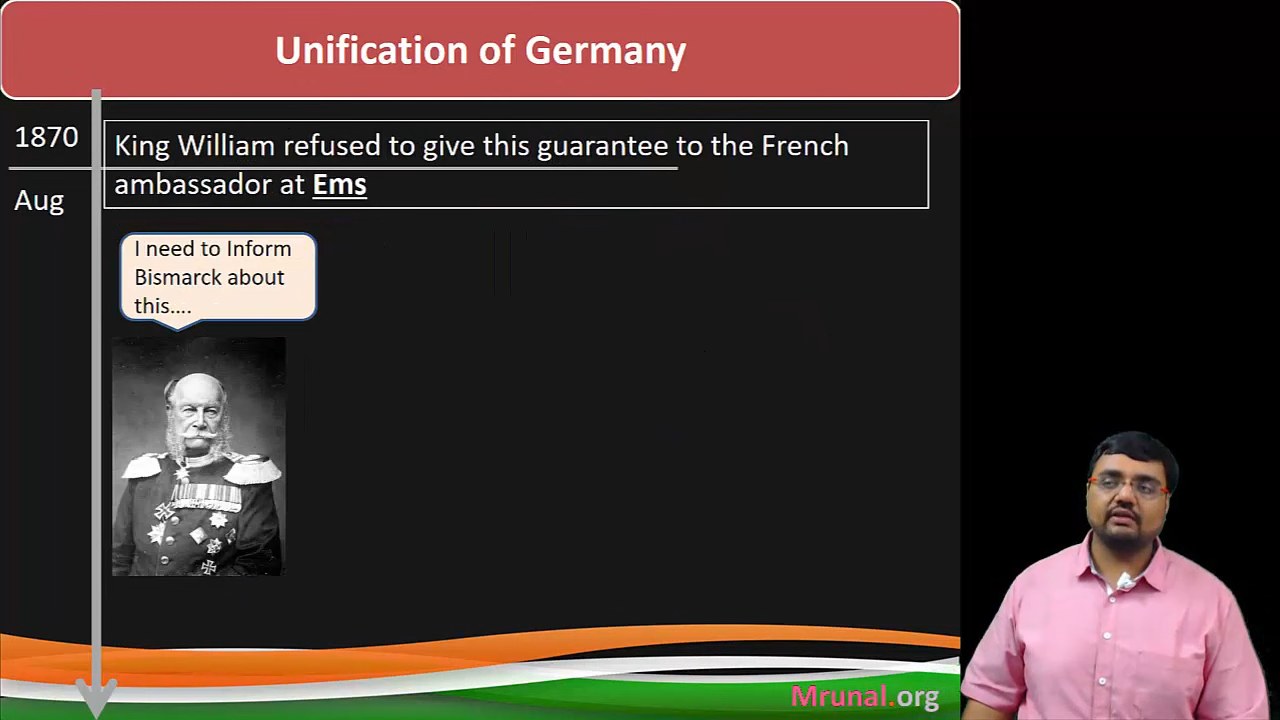 Unification of Germany
1870
Aug
King William refused to give this guarantee to the French
ambassador at Ems
I need to Inform
Bismarck about
this....
Mrunal.org